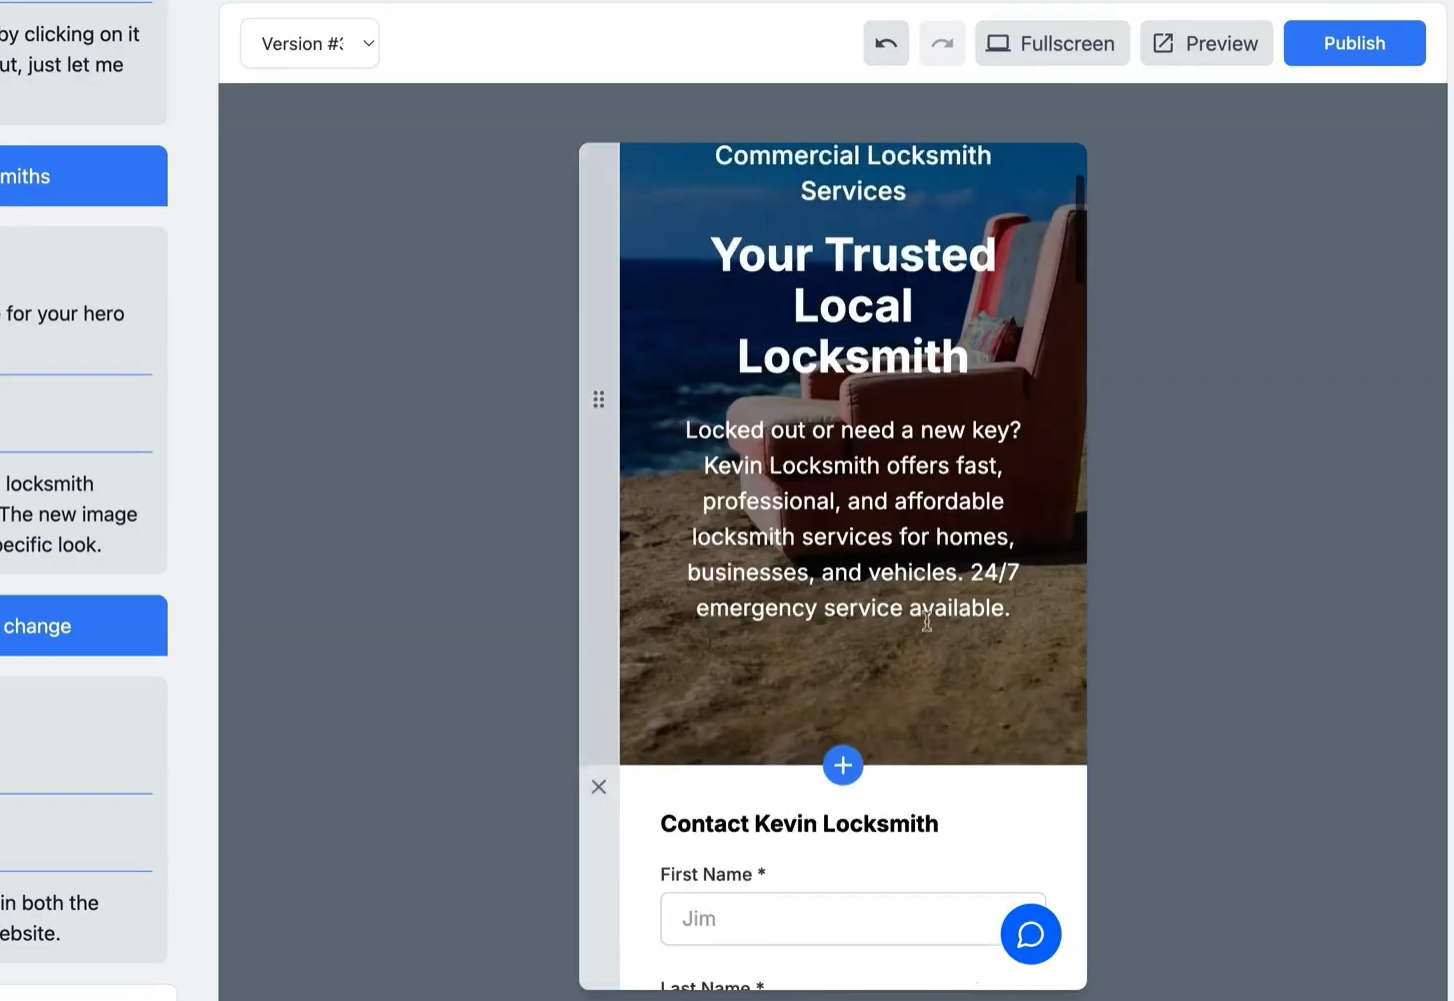 by clicking on it
ut, just let me
miths
for your hero
locksmith
The new image
pecific look.
change
in both the
ebsite.
Version #
Fullscreen
Preview
Publish
Commercial Locksmith
Services
Your Trusted
Local
Locksmith
Locked out or need a new key?
Kevin Locksmith offers fast,
professional, and affordable
locksmith services for homes,
businesses, and vehicles. 24/7
emergency service available.
Contact Kevin Locksmith
First Name *
Jim
Last Name *